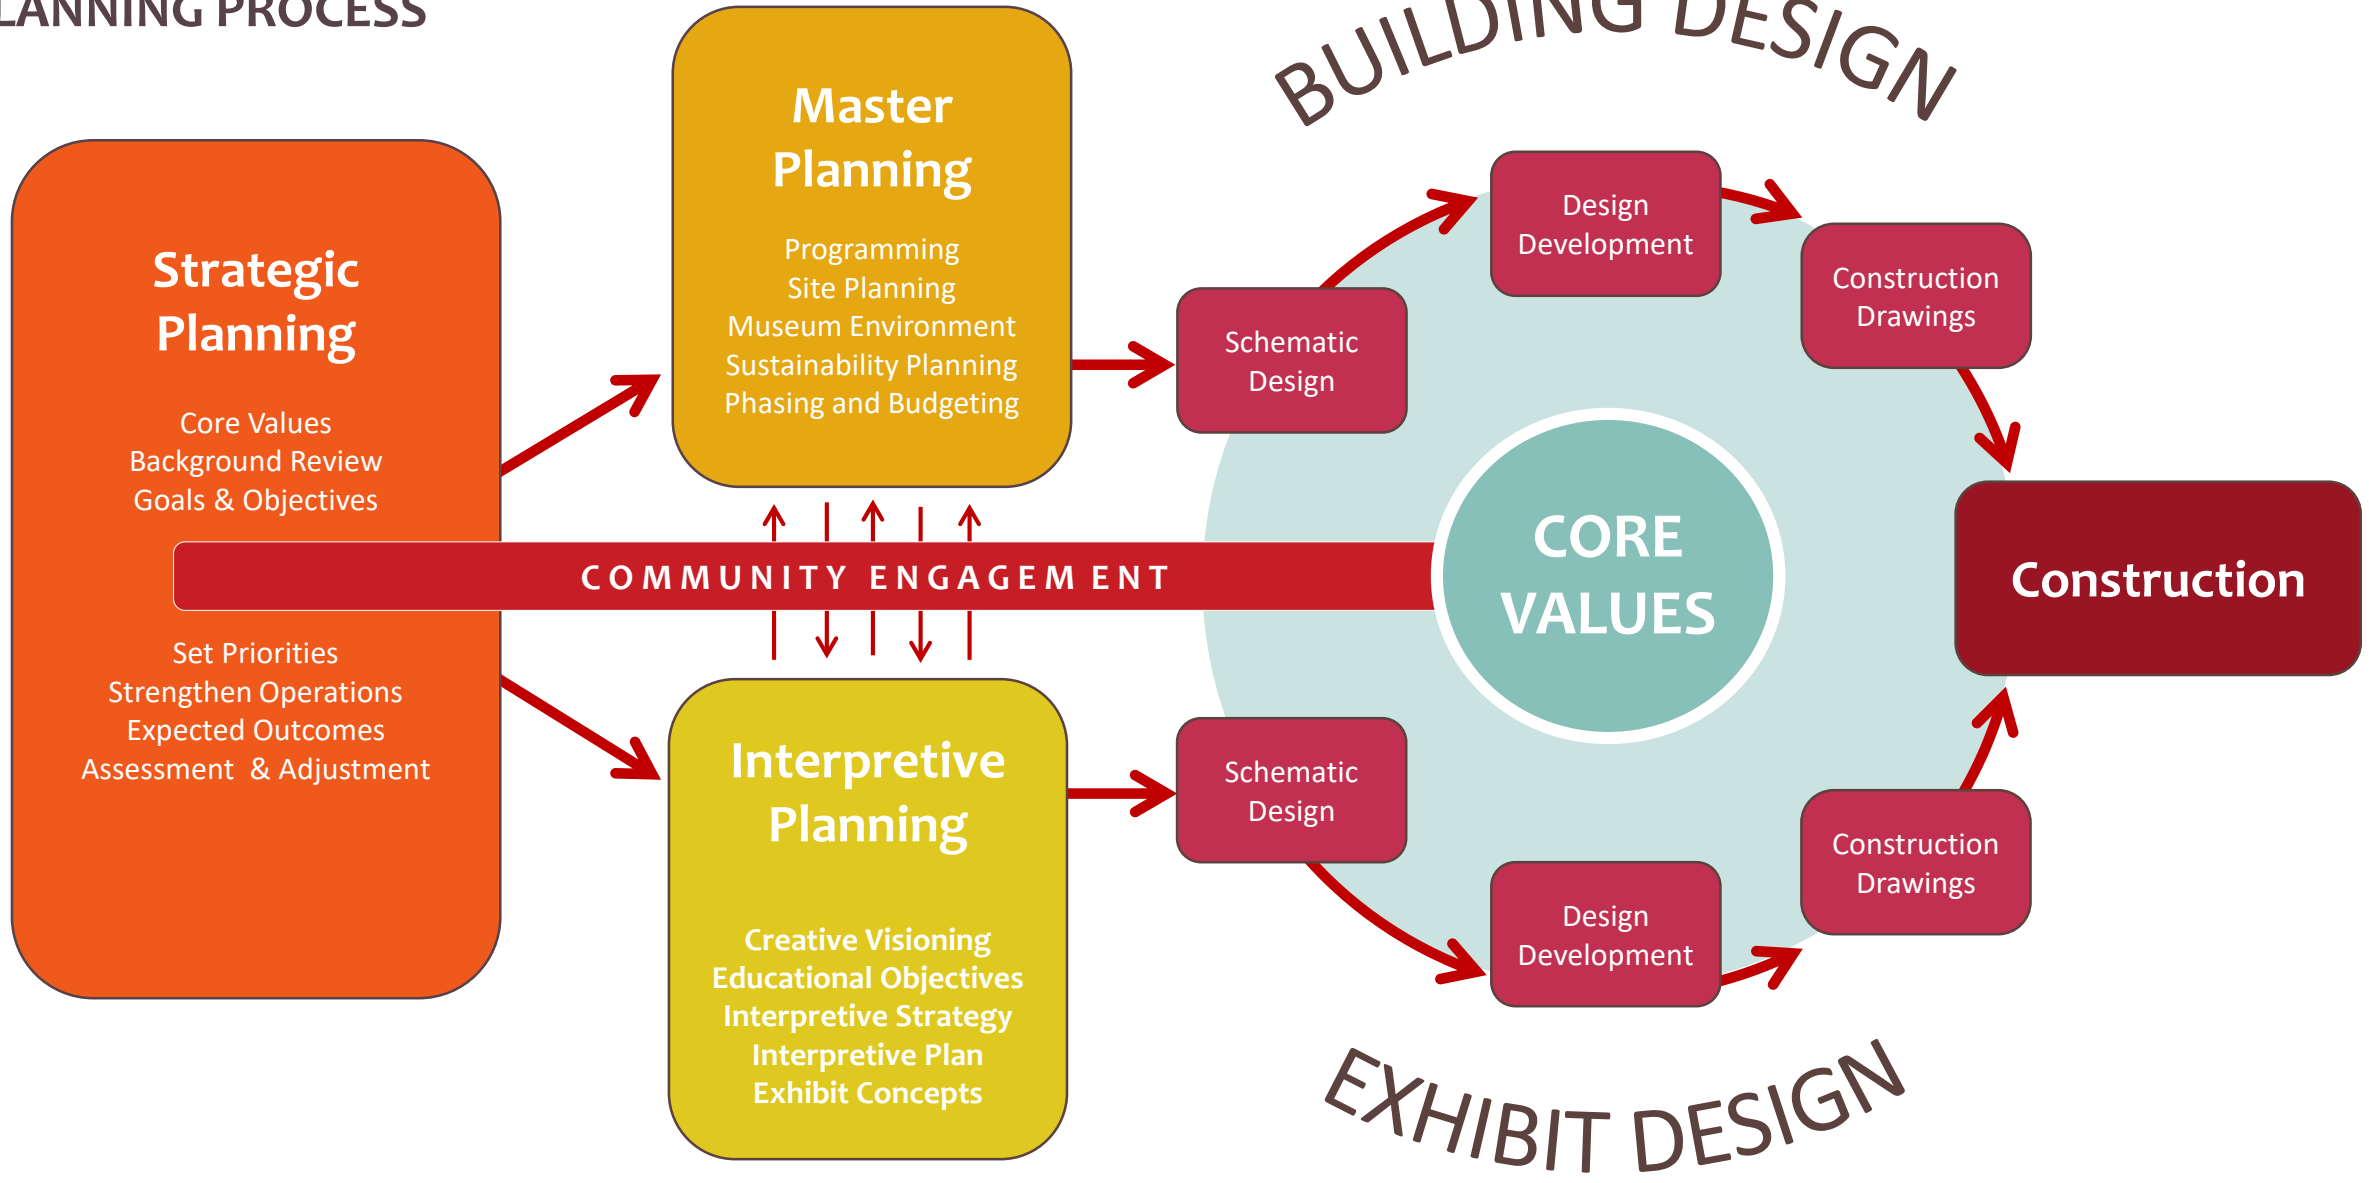 LANNING PROCESS
Strategic
Planning
Core Values
Background Review
Goals & Objectives
Set Priorities
Strengthen Operations
Expected Outcomes
Assessment & Adjustment
Master
Planning
Programming
Site Planning
Museum Environment
Sustainability Planning
Phasing and Budgeting
COMMUNITY ENGAGEMENT
Interpretive
Planning
Creative Visioning
Educational Objectives
Interpretive Strategy
Interpretive Plan
Exhibit Concepts
BUILDING DESIGN
Schematic
Design
Design
Development
Construction
Drawings
CORE
VALUES
Construction
Schematic
Design
Design
Development
Construction
Drawings
EXHIBIT DESIGN